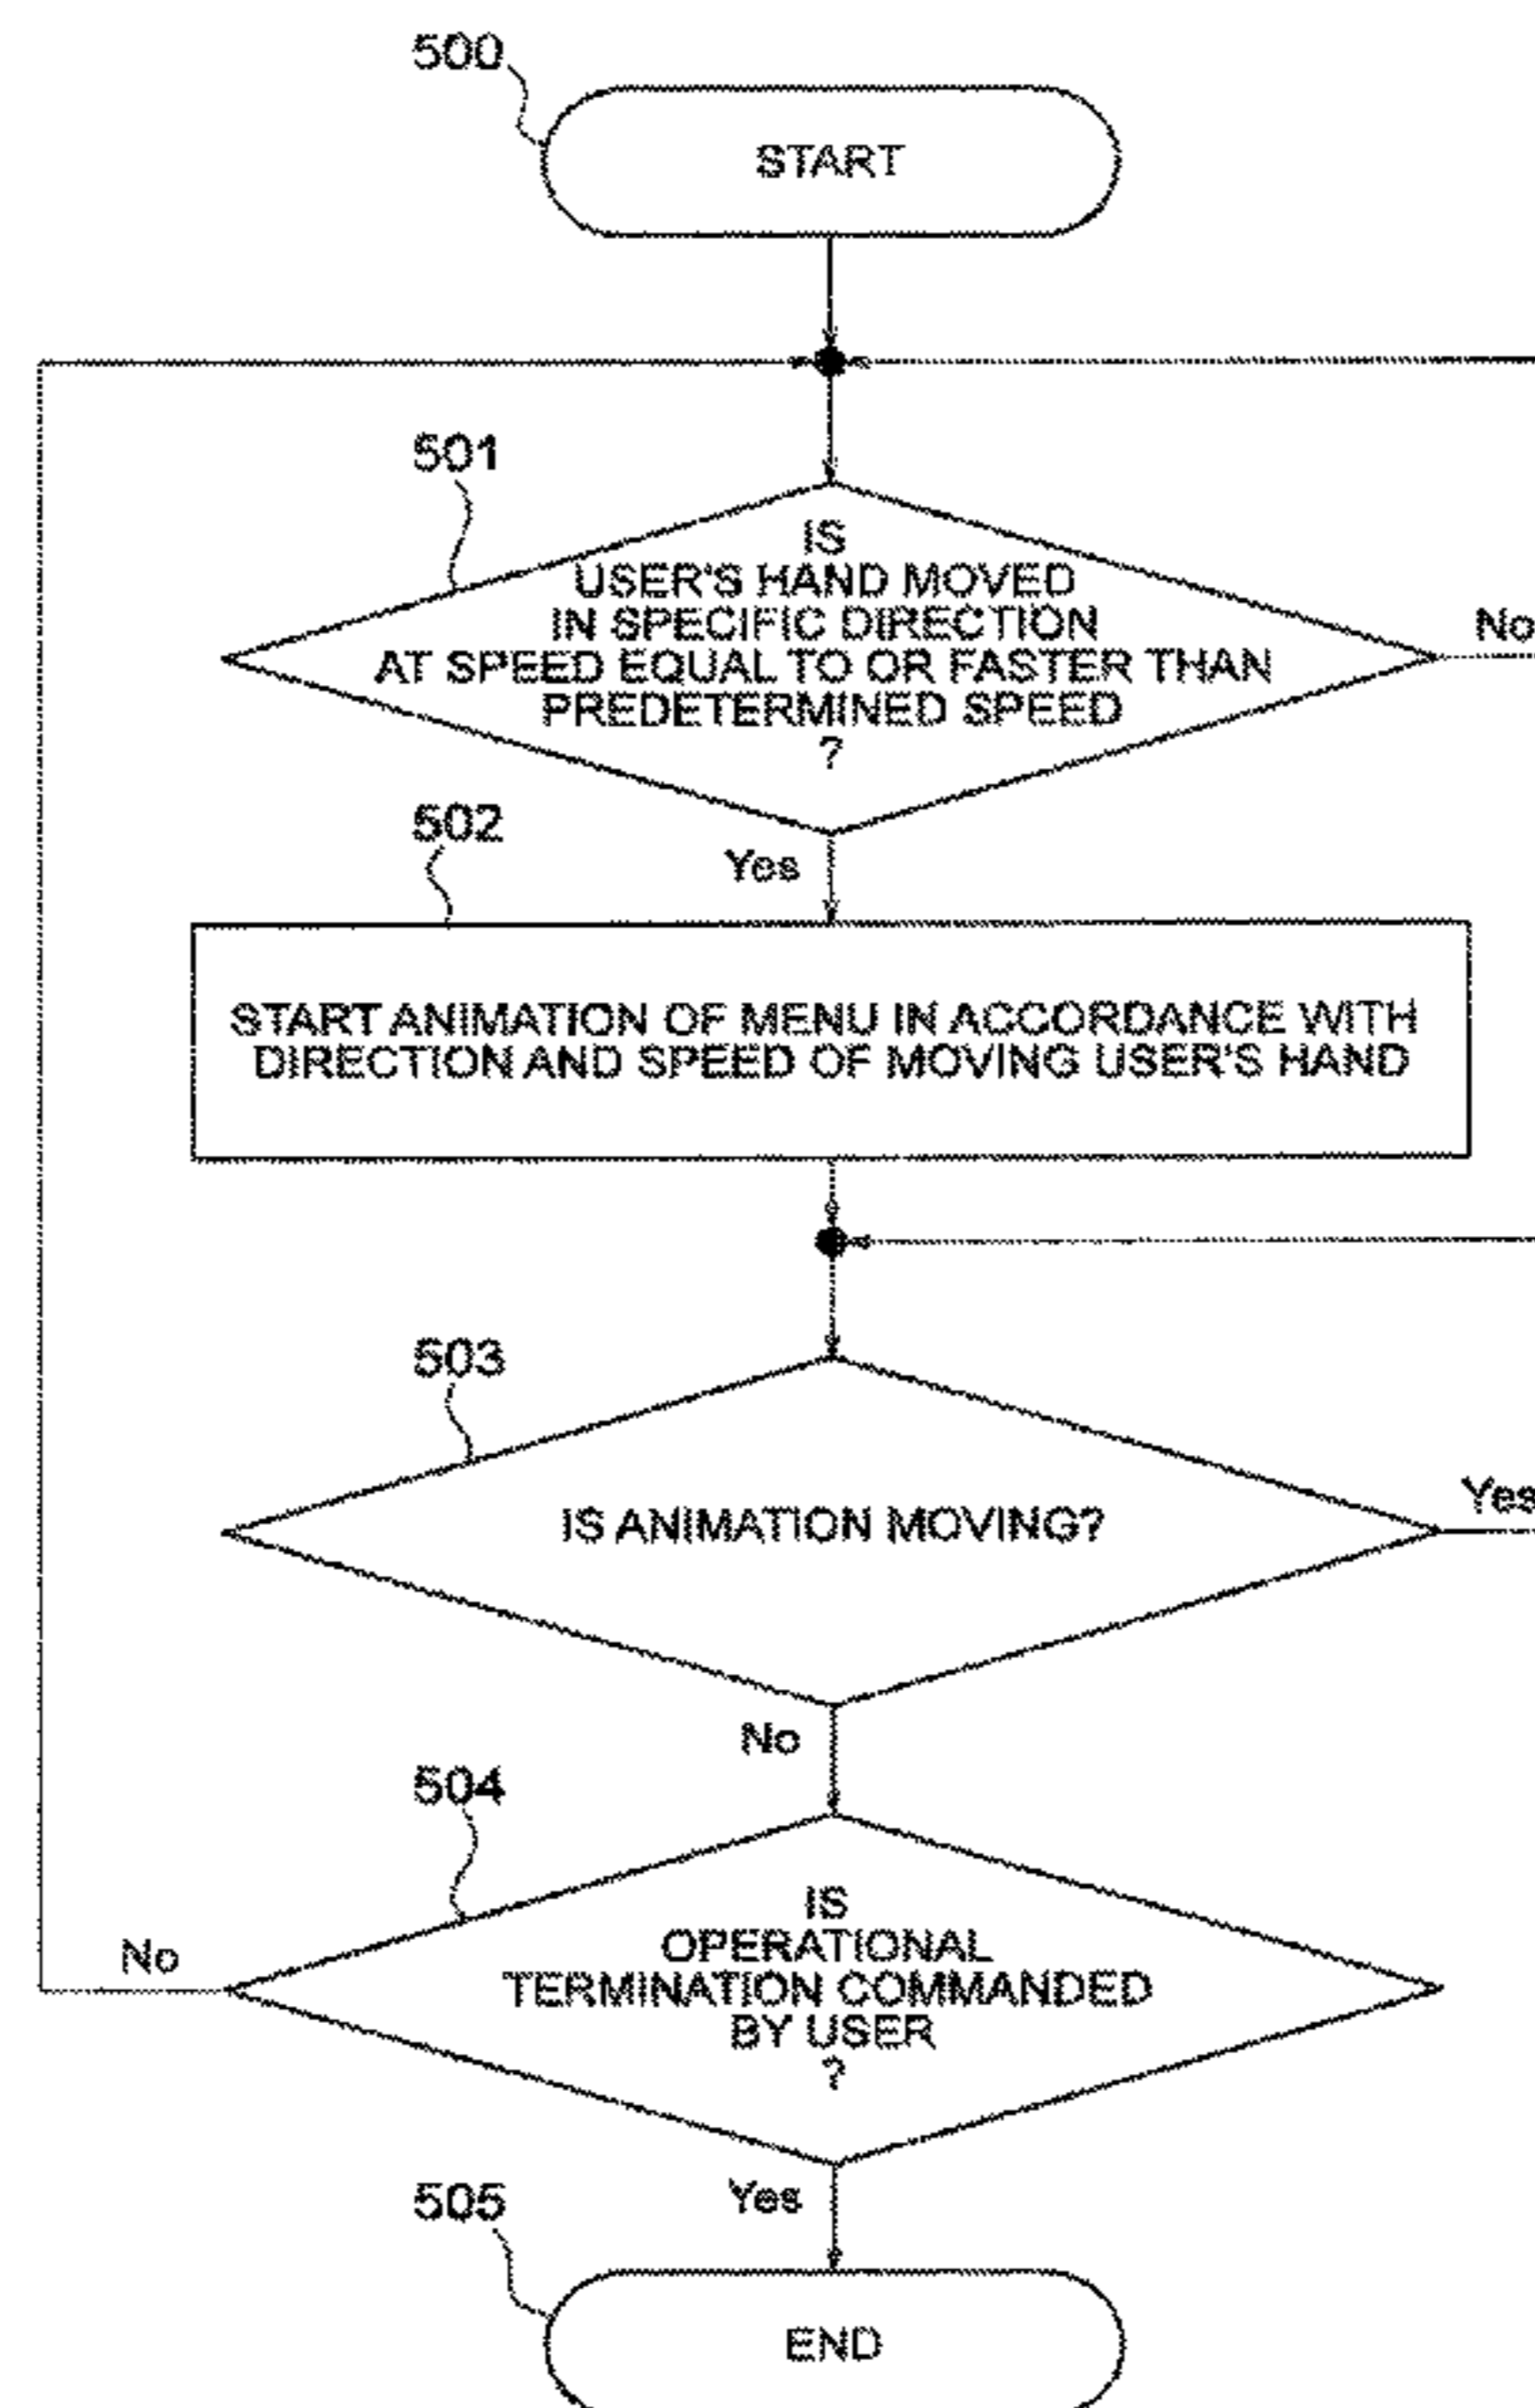 500
START
501
IS
USER'S HAND MOVED
IN SPECIFIC DIRECTION
AT SPEED EQUAL TO OR FASTER THAN
PREDETERMINED SPEED
?
No
Yes
502
START ANIMATION OF MENU IN ACCORDANCE WITH
DIRECTION AND SPEED OF MOVING USER'S HAND
503
IS ANIMATION MOVING?
Yes
No
504
IS
OPERATIONAL
TERMINATION COMMANDED
BY USER
?
No
Yes
505
END